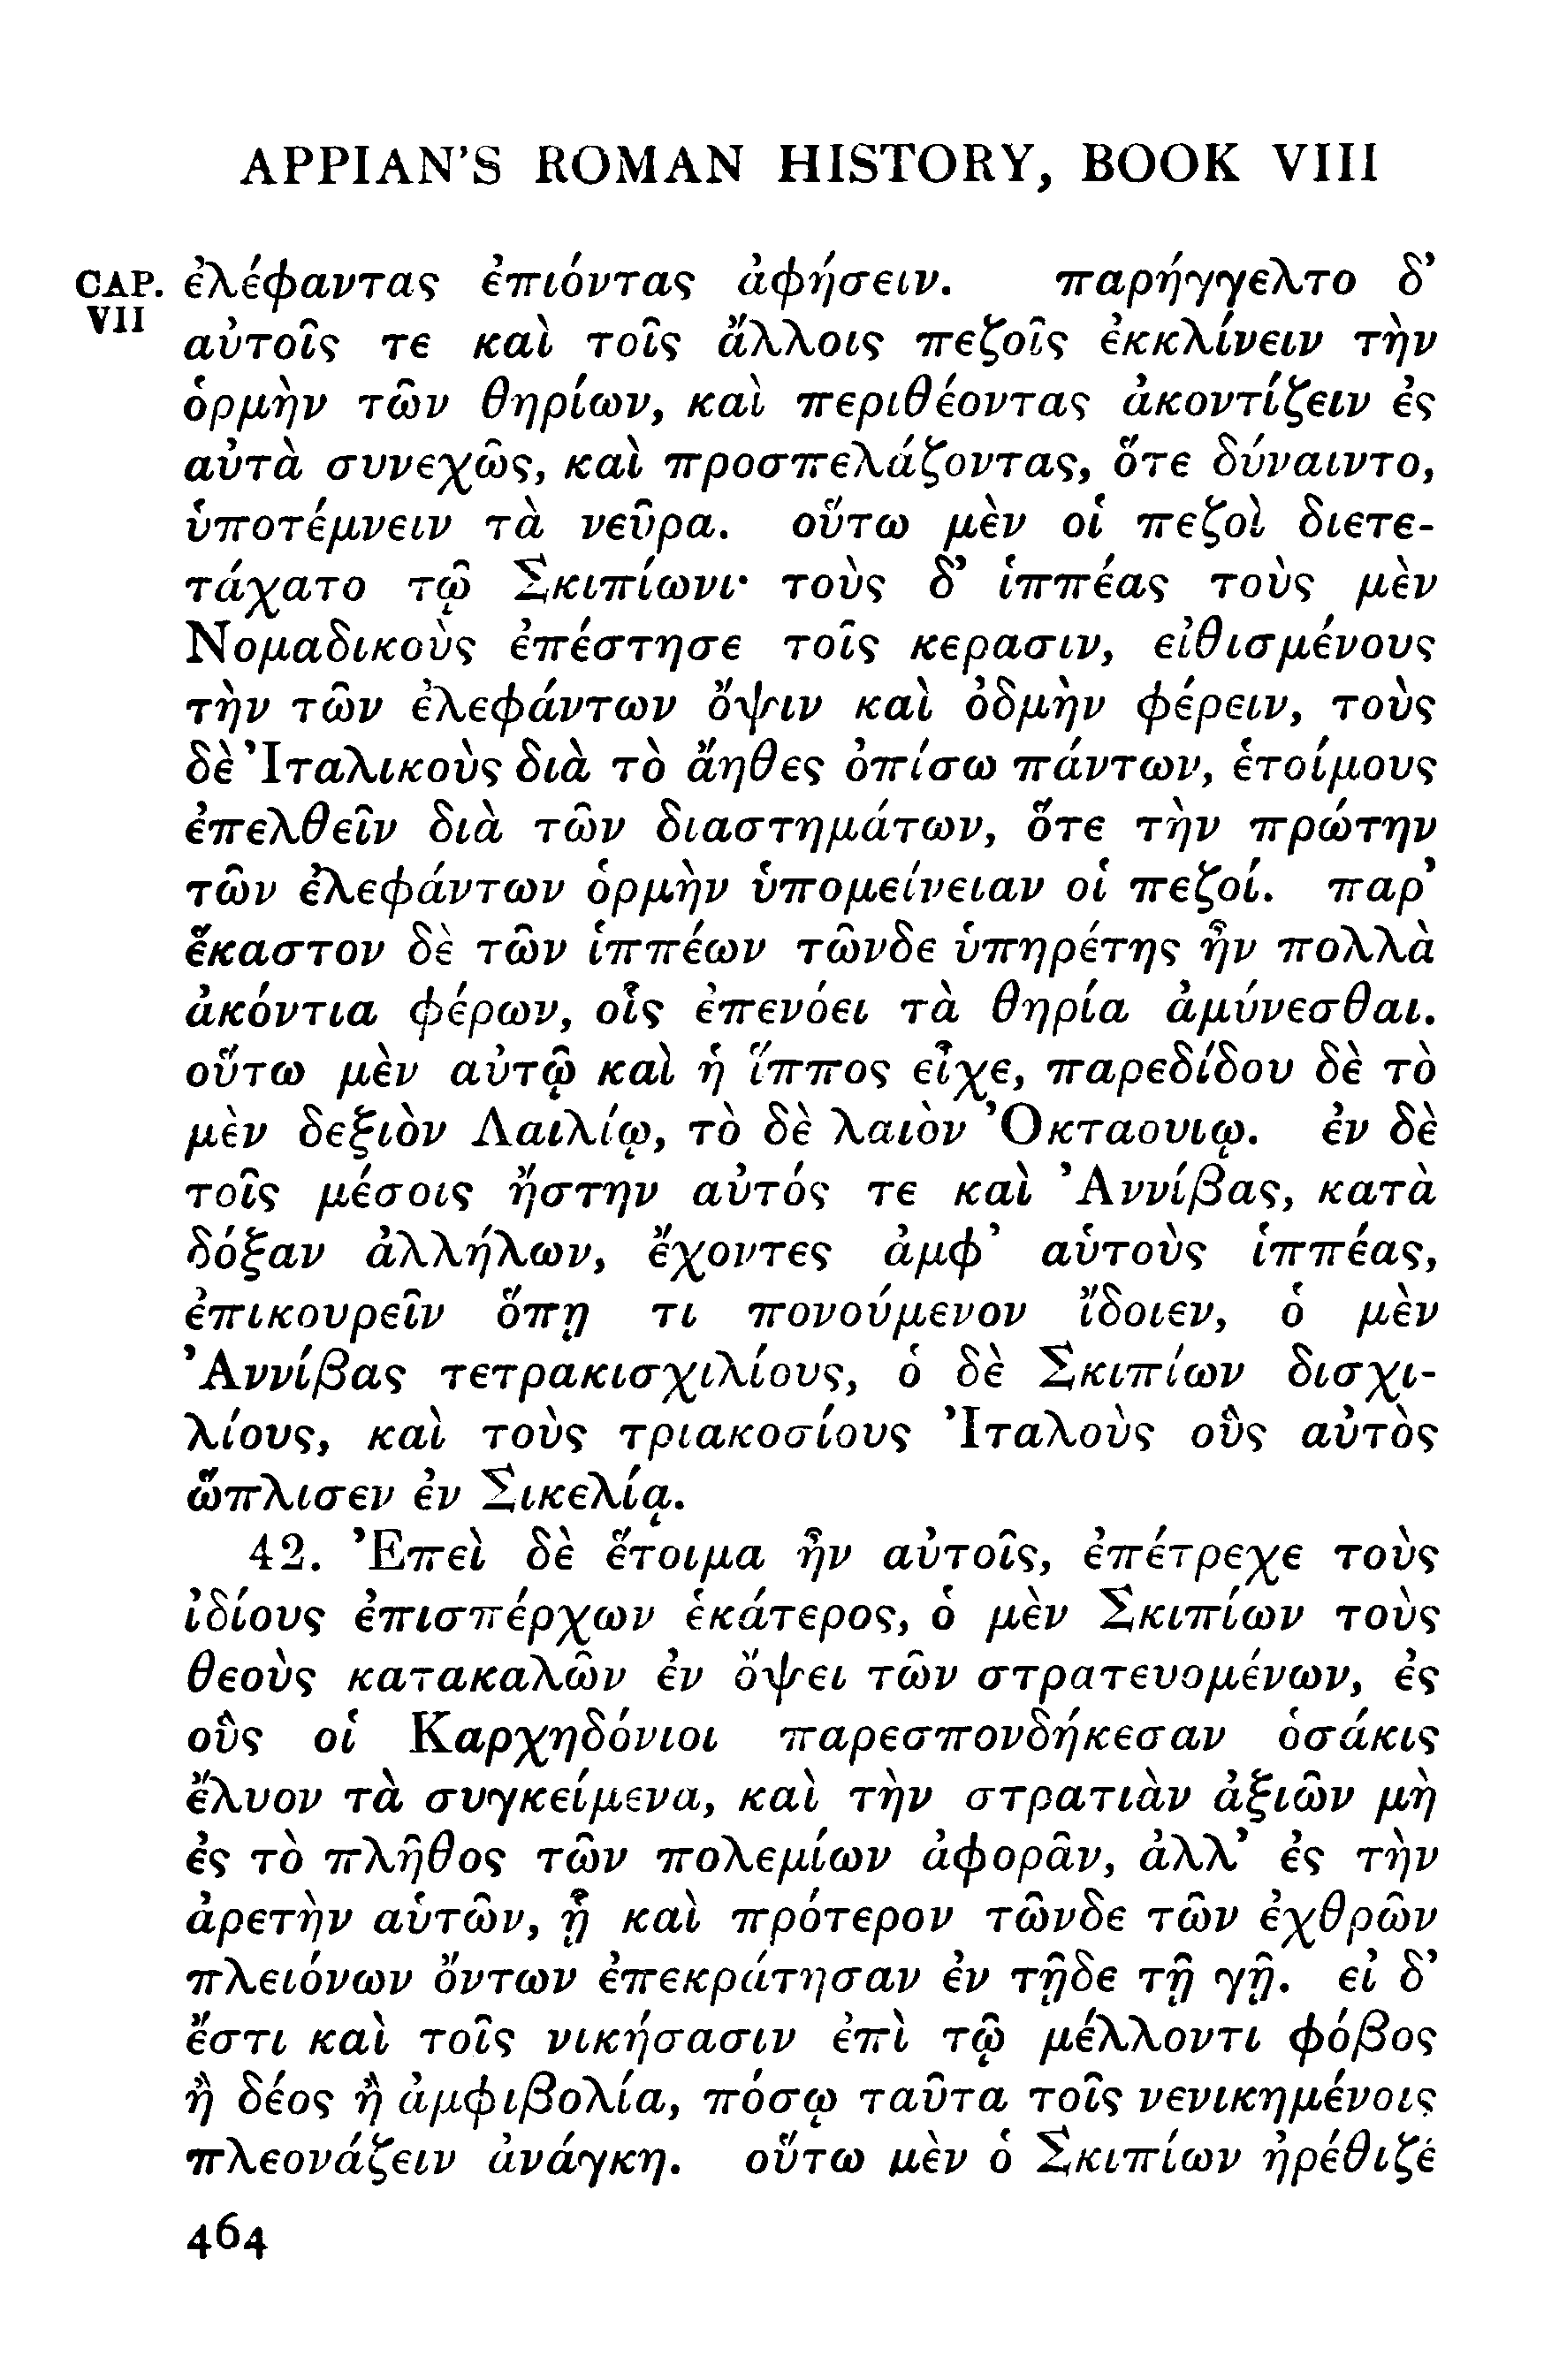 APPIAN'S ROMAN HISTORY, BOOK VIII
CAP. VII
ἐλέφαντας ἐπιόντας ἀφήσειν. παρήγγελτο δ’
αὐτοῖς τε καὶ τοῖς ἄλλοις πεζοῖς ἐκκλίνειν τὴν
ὁρμὴν τῶν θηρίων, καὶ περιθέοντας ἀκοντίζειν ἐς
αὐτὰ συνεχῶς, καὶ προσπελάζοντας, ὅτε δύναιντο,
ὑποτέμνειν τὰ νεῦρα. οὕτω μὲν οἱ πεζοὶ διετε-
τάχατο τῷ Σκιπίωνι· τοὺς δ’ ἱππέας τοὺς μὲν
Νομαδικοὺς ἐπέστησε τοῖς κερασιν, εἰθισμένους
τὴν τῶν ἐλεφάντων ὄψιν καὶ ὀδμὴν φέρειν, τοὺς
δὲ Ἰταλικοὺς διὰ τὸ ἄηθες ὀπίσω πάντων, ἑτοίμους
ἐπελθεῖν διὰ τῶν διαστημάτων, ὅτε τὴν πρώτην
τῶν ἐλεφάντων ὁρμὴν ὑπομείνειαν οἱ πεζοί. παρ’
ἕκαστον δὲ τῶν ἱππέων τῶνδε ὑπηρέτης ἦν πολλὰ
ἀκόντια φέρων, οἷς ἐπενόει τὰ θηρία ἀμύνεσθαι.
οὕτω μὲν αὐτῷ καὶ ἡ ἵππος εἶχε, παρεδίδου δὲ τὸ
μὲν δεξιὸν Λαιλίῳ, τὸ δὲ λαιὸν Ὀκταουιῳ. ἐν δὲ
τοῖς μέσοις ἤστην αὐτός τε καὶ Ἀννίβας, κατὰ
δόξαν ἀλλήλων, ἔχοντες ἀμφ’ αὑτοὺς ἱππέας,
ἐπικουρεῖν ὅπῃ τι πονούμενον ἴδοιεν, ὁ μὲν
Ἀννίβας τετρακισχιλίους, ὁ δὲ Σκιπίων δισχι-
λίους, καὶ τοὺς τριακοσίους Ἰταλοὺς οὓς αὐτὸς
ὥπλισεν ἐν Σικελίᾳ.
42. Ἐπεὶ δὲ ἕτοιμα ἦν αὐτοῖς, ἐπέτρεχε τοὺς
ἰδίους ἐπισπέρχων ἑκάτερος, ὁ μὲν Σκιπίων τοὺς
θεοὺς κατακαλῶν ἐν ὄψει τῶν στρατευομένων, ἐς
οὓς οἱ Καρχηδόνιοι παρεσπονδήκεσαν ὁσάκις
ἔλυον τὰ συγκείμενα, καὶ τὴν στρατιὰν ἀξιῶν μὴ
ἐς τὸ πλῆθος τῶν πολεμίων ἀφορᾶν, ἀλλ’ ἐς τὴν
ἀρετὴν αὑτῶν, ᾗ καὶ πρότερον τῶνδε τῶν ἐχθρῶν
πλειόνων ὄντων ἐπεκράτησαν ἐν τῇδε τῇ γῇ. εἰ δ’
ἔστι καὶ τοῖς νικήσασιν ἐπὶ τῷ μέλλοντι φόβος
ἢ δέος ἢ ἀμφιβολία, πόσῳ ταῦτα τοῖς νενικημένοις
πλεονάζειν ἀνάγκη. οὕτω μὲν ὁ Σκιπίων ἠρέθιζέ
464